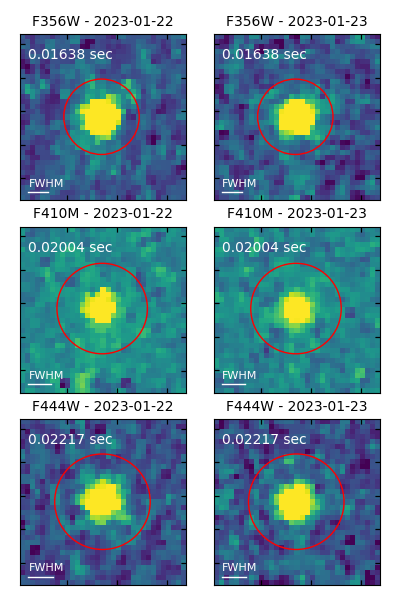 F356W - 2023-01-22
F356W - 2023-01-23
0.01638 sec
0.01638 sec
FWHM
FWHM
F410M - 2023-01-22
F410M - 2023-01-23
0.02004 sec
0.02004 sec
FWHM
FWHM
F444W - 2023-01-22
F444W - 2023-01-23
0.02217 sec
0.02217 sec
FWHM
FWHM